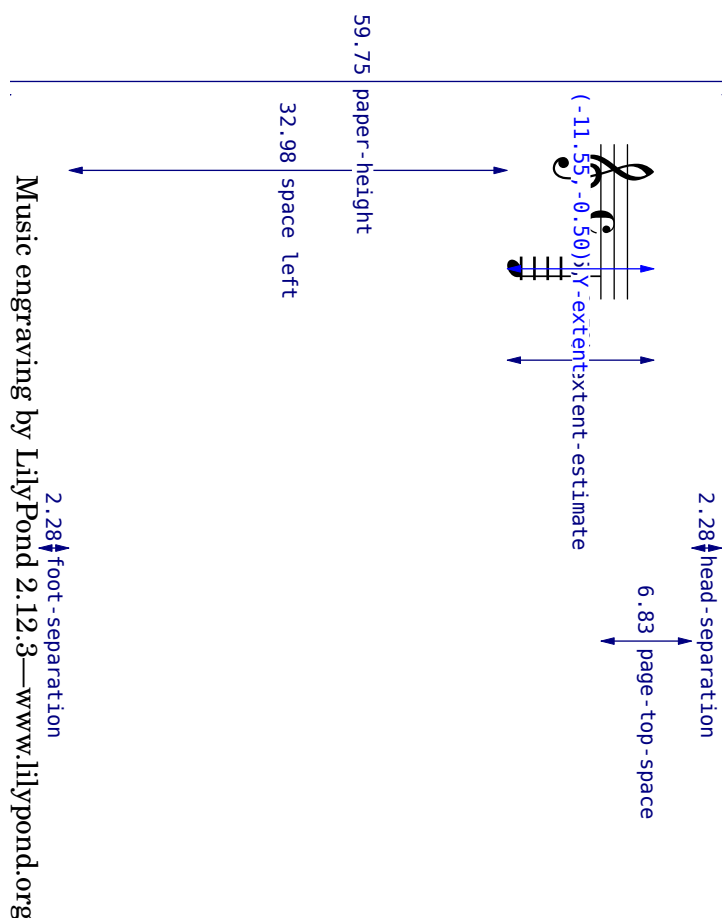 59.75 paper-height
32.98 space left
(-11.55,-0.50)
,Y-extent
extent-estimate
2.28 head-separation
6.83 page-top-space
2.28 foot-separation
Music engraving by LilyPond 2.12.3—www.lilypond.org